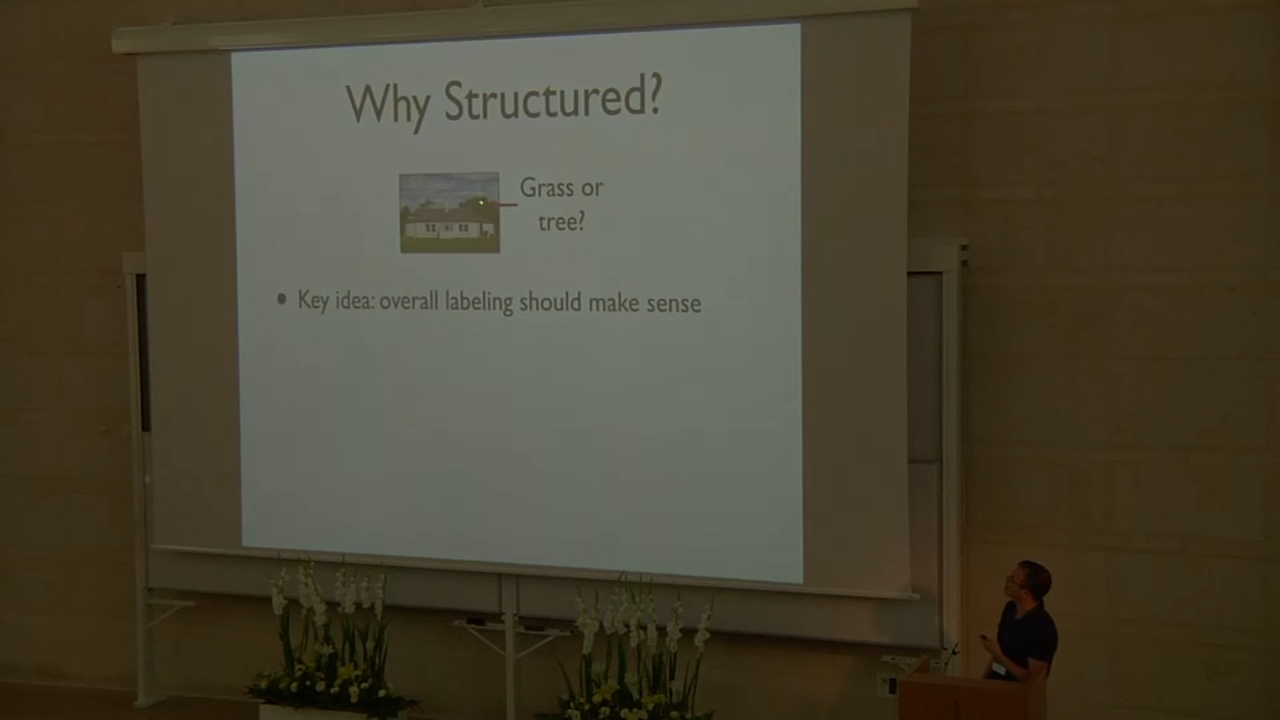 Why Structured?
Grass or
tree?
• Key idea: overall labeling should make sense